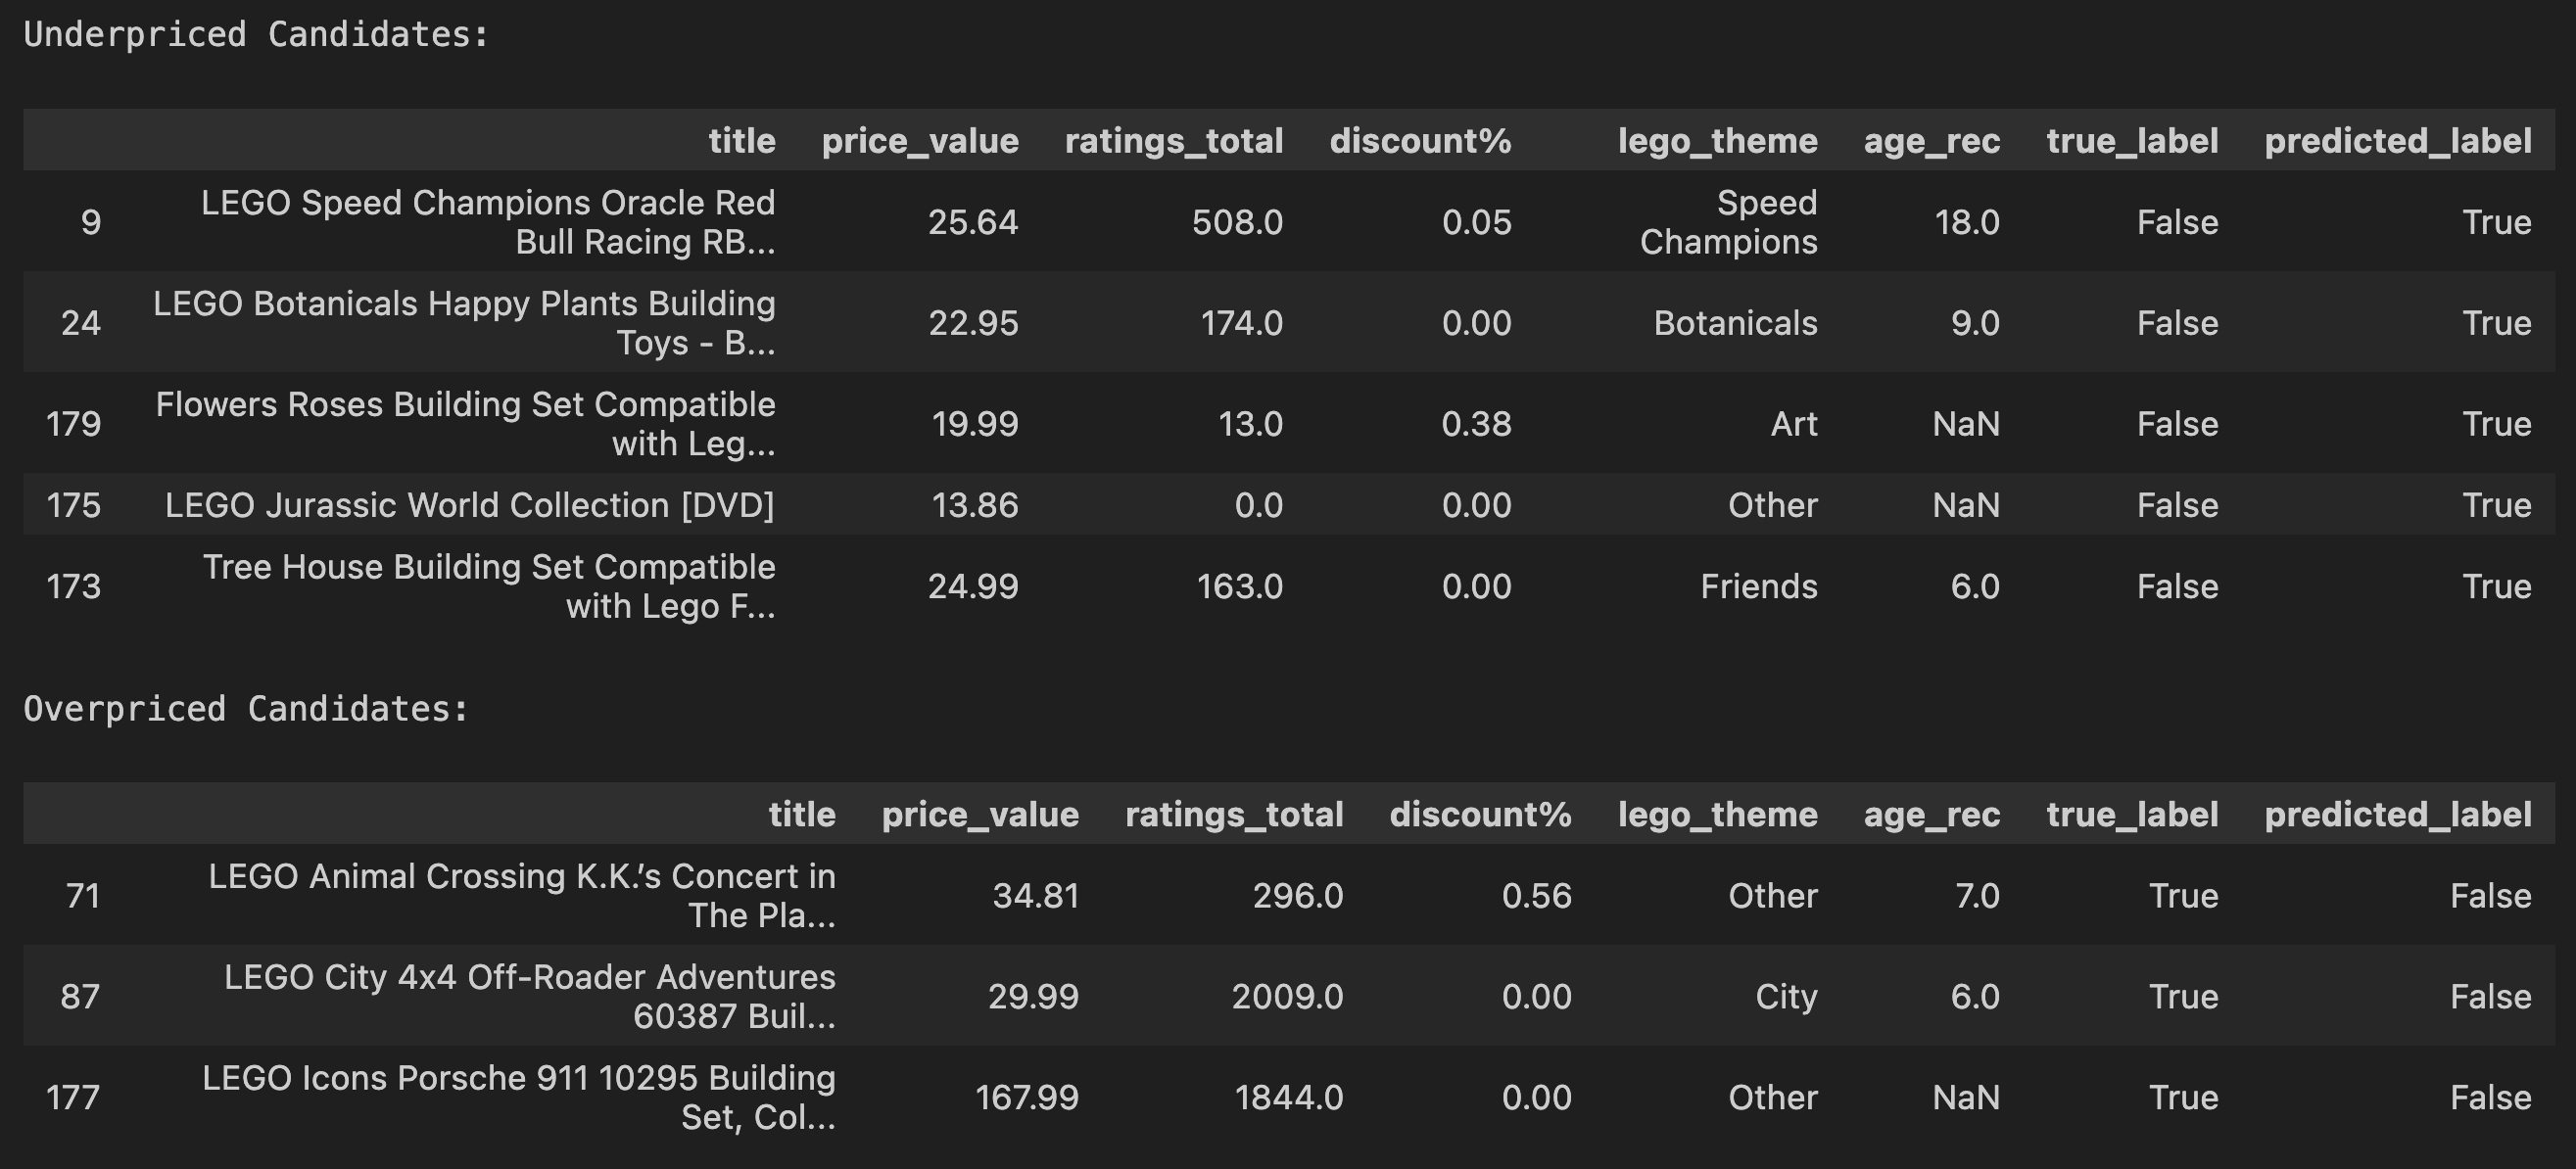 Underpriced Candidates:
title price_value ratings_total discount% lego_theme age_rec true_label predicted_label
9 LEGO Speed Champions Oracle Red Bull Racing RB... 25.64 508.0 0.05 Speed Champions 18.0 False True
24 LEGO Botanicals Happy Plants Building Toys - B... 22.95 174.0 0.00 Botanicals 9.0 False True
179 Flowers Roses Building Set Compatible with Leg... 19.99 13.0 0.38 Art NaN False True
175 LEGO Jurassic World Collection [DVD] 13.86 0.0 0.00 Other NaN False True
173 Tree House Building Set Compatible with Lego F... 24.99 163.0 0.00 Friends 6.0 False True
Overpriced Candidates:
title price_value ratings_total discount% lego_theme age_rec true_label predicted_label
71 LEGO Animal Crossing K.K.’s Concert in The Pla... 34.81 296.0 0.56 Other 7.0 True False
87 LEGO City 4x4 Off-Roader Adventures 60387 Buil... 29.99 2009.0 0.00 City 6.0 True False
177 LEGO Icons Porsche 911 10295 Building Set, Col... 167.99 1844.0 0.00 Other NaN True False